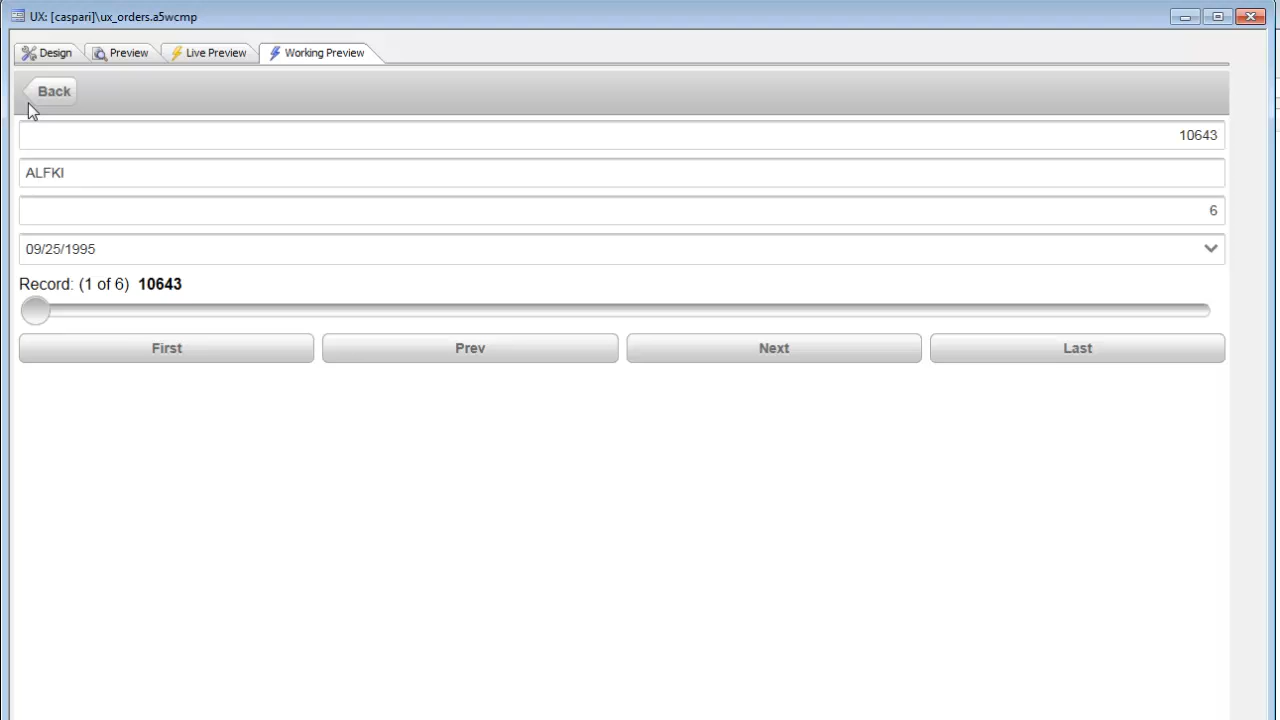 UX: [caspari]\ux_orders.a5wcmp
Design Preview Live Preview Working Preview
Back
10643
ALFKI
6
09/25/1995
Record: (1 of 6) 10643
First Prev Next Last